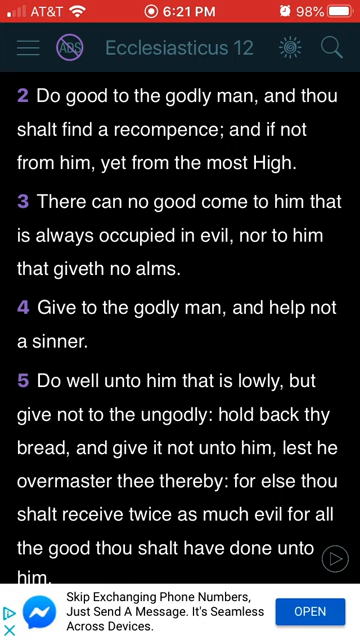 AT&T 6:21 PM 98%
ADS Ecclesiasticus 12
2 Do good to the godly man, and thou
shalt find a recompence; and if not
from him, yet from the most High.
3 There can no good come to him that
is always occupied in evil, nor to him
that giveth no alms.
4 Give to the godly man, and help not
a sinner.
5 Do well unto him that is lowly, but
give not to the ungodly: hold back thy
bread, and give it not unto him, lest he
overmaster thee thereby: for else thou
shalt receive twice as much evil for all
the good thou shalt have done unto
him.
Skip Exchanging Phone Numbers,
Just Send A Message. It's Seamless
Across Devices.
OPEN